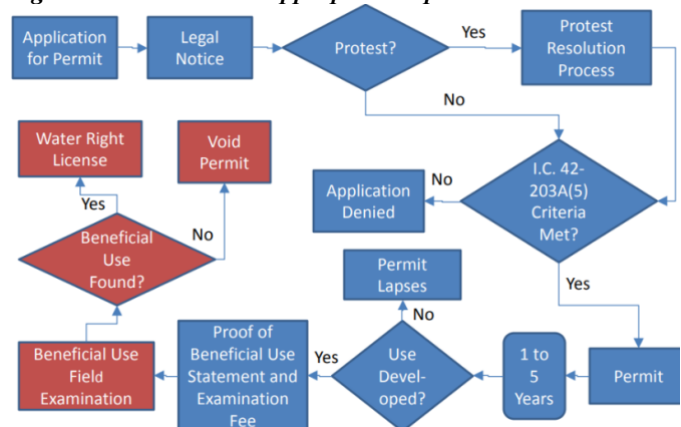 Application
for Permit
Legal
Notice
Protest?
Yes
Protest
Resolution
Process
No
Water Right
License
Void
Permit
I.C. 42-
203A(5)
Criteria
Met?
No
Application
Denied
Yes
No
Beneficial
Use
Found?
Permit
Lapses
Yes
No
Proof of
Beneficial Use
Statement and
Examination
Fee
Yes
Use
Devel-
oped?
1 to
5
Years
Permit
Beneficial Use
Field
Examination